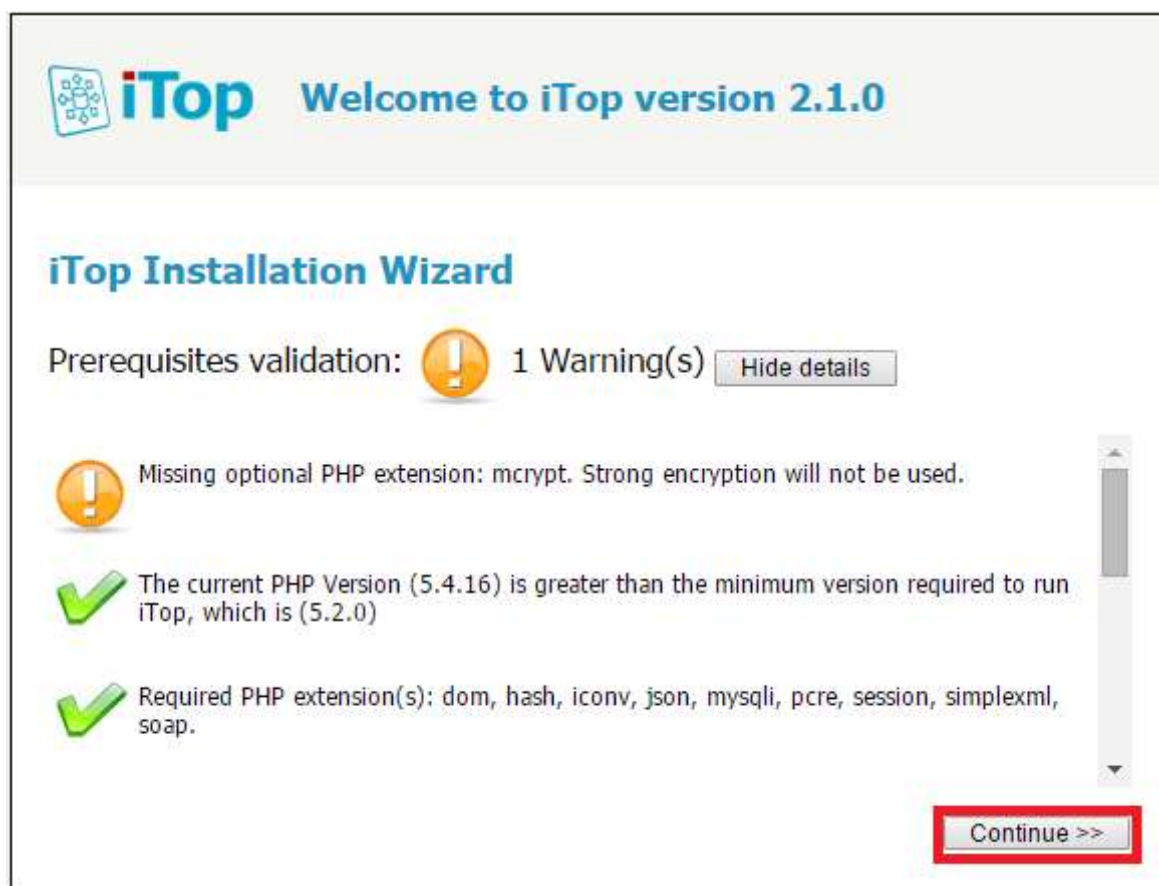 iTop Welcome to iTop version 2.1.0
iTop Installation Wizard
Prerequisites validation: 1 Warning(s) Hide details
Missing optional PHP extension: mcrypt. Strong encryption will not be used.
The current PHP Version (5.4.16) is greater than the minimum version required to run
iTop, which is (5.2.0)
Required PHP extension(s): dom, hash, iconv, json, mysqli, pcre, session, simplexml,
soap.
Continue >>